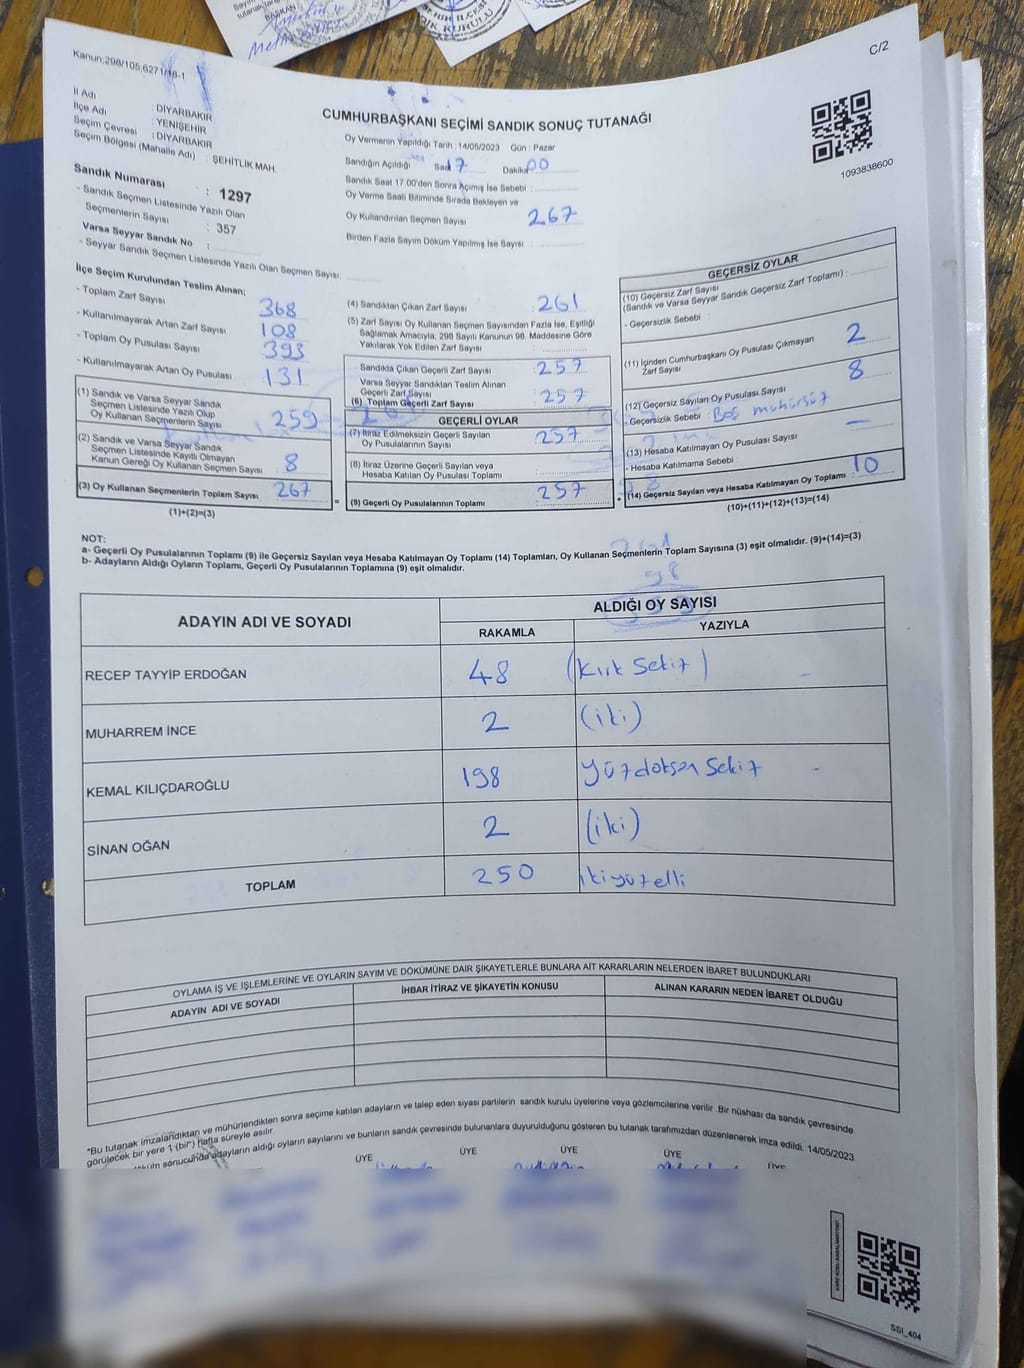 BAŞKAN
KURULU
C/2
Kanun:298/105,6271/18-1
İl Adı : DİYARBAKIR
İlçe Adı : YENİŞEHİR
Seçim Çevresi : DİYARBAKIR
Seçim Bölgesi (Mahalle Adı) : ŞEHİTLİK MAH.
CUMHURBAŞKANI SEÇİMİ SANDIK SONUÇ TUTANAĞI
1093838600
Sandık Numarası : 1297
- Sandık Seçmen Listesinde Yazılı Olan
Seçmenlerin Sayısı : 357
Varsa Seyyar Sandık No :
- Seyyar Sandık Seçmen Listesinde Yazılı Olan Seçmen Sayısı
Oy Vermenin Yapıldığı Tarih : 14/05/2023 Gün : Pazar
Sandığın Açıldığı Saat 17 Dakika 00
Sandık Saat 17.00'den Sonra Açımış İse Sebebi :
Oy Verme Saati Bitiminde Sırada Bekleyen ve
Oy Kullandırılan Seçmen Sayısı 267
Birden Fazla Sayım Döküm Yapılmış İse Sayısı :
İlçe Seçim Kurulundan Teslim Alınan;
- Toplam Zarf Sayısı 368
- Kullanılmayarak Artan Zarf Sayısı 108
- Toplam Oy Pusulası Sayısı 393
- Kullanılmayarak Artan Oy Pusulası 131
(1) Sandık ve Varsa Seyyar Sandık
Seçmen Listesinde Yazılı Olup
Oy Kullanan Seçmenlerin Sayısı 259
(2) Sandık ve Varsa Seyyar Sandık
Seçmen Listesinde Kayıtlı Olmayan
Kanun Gereği Oy Kullanan Seçmen Sayısı 8
(3) Oy Kullanan Seçmenlerin Toplam Sayısı 267
(1)+(2)=(3)
(4) Sandıktan Çıkan Zarf Sayısı 261
(5) Zarf Sayısı Oy Kullanan Seçmen Sayısından Fazla İse, Eşitliği
Sağlamak Amacıyla, 298 Sayılı Kanunun 98. Maddesine Göre
Yakılarak Yok Edilen Zarf Sayısı
Sandıkta Çıkan Geçerli Zarf Sayısı 257
Varsa Seyyar Sandıktan Teslim Alınan
Geçerli Zarf Sayısı
(6) Toplam Geçerli Zarf Sayısı 257
GEÇERLİ OYLAR
(7) İtiraz Edilmeksizin Geçerli Sayılan
Oy Pusulalarının Sayısı 257
(8) İtiraz Üzerine Geçerli Sayılan veya
Hesaba Katılan Oy Pusulası Toplamı
= (9) Geçerli Oy Pusulalarının Toplamı 257
GEÇERSİZ OYLAR
(10) Geçersiz Zarf Sayısı
(Sandık ve Varsa Seyyar Sandık Geçersiz Zarf Toplamı) :
- Geçersizlik Sebebi :
(11) İçinden Cumhurbaşkanı Oy Pusulası Çıkmayan
Zarf Sayısı 2
(12) Geçersiz Sayılan Oy Pusulası Sayısı 8
- Geçersizlik Sebebi : Boş mühürsüz
(13) Hesaba Katılmayan Oy Pusulası Sayısı —
- Hesaba Katılmama Sebebi :
+ (14) Geçersiz Sayılan veya Hesaba Katılmayan Oy Toplamı 10
(10)+(11)+(12)+(13)=(14)
NOT:
a- Geçerli Oy Pusulalarının Toplamı (9) ile Geçersiz Sayılan veya Hesaba Katılmayan Oy Toplamı (14) Toplamları, Oy Kullanan Seçmenlerin Toplam Sayısına (3) eşit olmalıdır. (9)+(14)=(3)
b- Adayların Aldığı Oyların Toplamı, Geçerli Oy Pusulalarının Toplamına (9) eşit olmalıdır.
ADAYIN ADI VE SOYADI ALDIĞI OY SAYISI
RAKAMLA YAZIYLA
RECEP TAYYİP ERDOĞAN 48 (Kırk Sekiz)
MUHARREM İNCE 2 (iki)
KEMAL KILIÇDAROĞLU 198 yüzdoksan Sekiz
SİNAN OĞAN 2 (iki)
TOPLAM 250 ikiyüzelli
OYLAMA İŞ VE İŞLEMLERİNE VE OYLARIN SAYIM VE DÖKÜMÜNE DAİR ŞİKAYETLERLE BUNLARA AİT KARARLARIN NELERDEN İBARET BULUNDUKLARI
ADAYIN ADI VE SOYADI İHBAR İTİRAZ VE ŞİKAYETİN KONUSU ALINAN KARARIN NEDEN İBARET OLDUĞU
"Bu tutanak imzalandıktan ve mühürlendikten sonra seçime katılan adayların ve talep eden siyasi partilerin sandık kurulu üyelerine veya gözlemcilerine verilir .Bir nüshası da sandık çevresinde
görülecek bir yere 1 (bir") hafta süreyle asılır.
döküm sonucunda adayların aldığı oyların sayılarını ve bunların sandık çevresinde bulunanlara duyurulduğunu gösteren bu tutanak tarafımızdan düzenlenerek imza edildi. 14/05/2023
ÜYE ÜYE ÜYE ÜYE ÜYE
SSİ_404